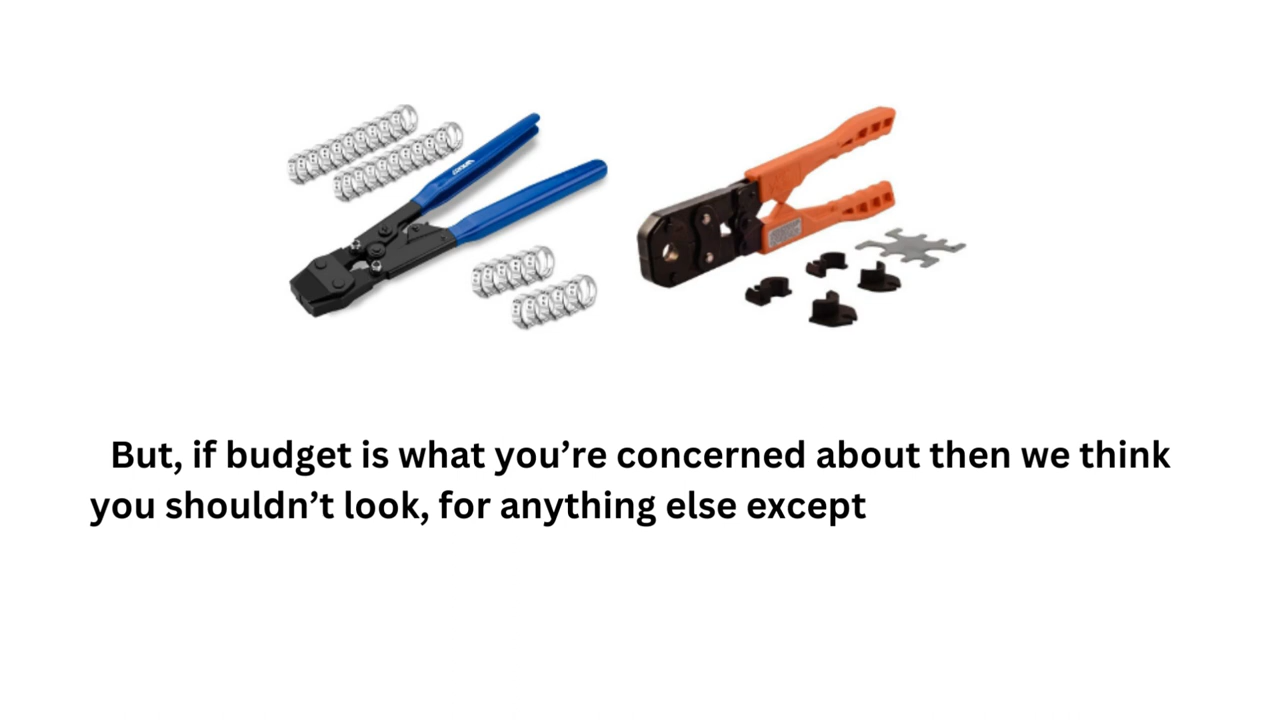 But, if budget is what you’re concerned about then we think
you shouldn’t look, for anything else except